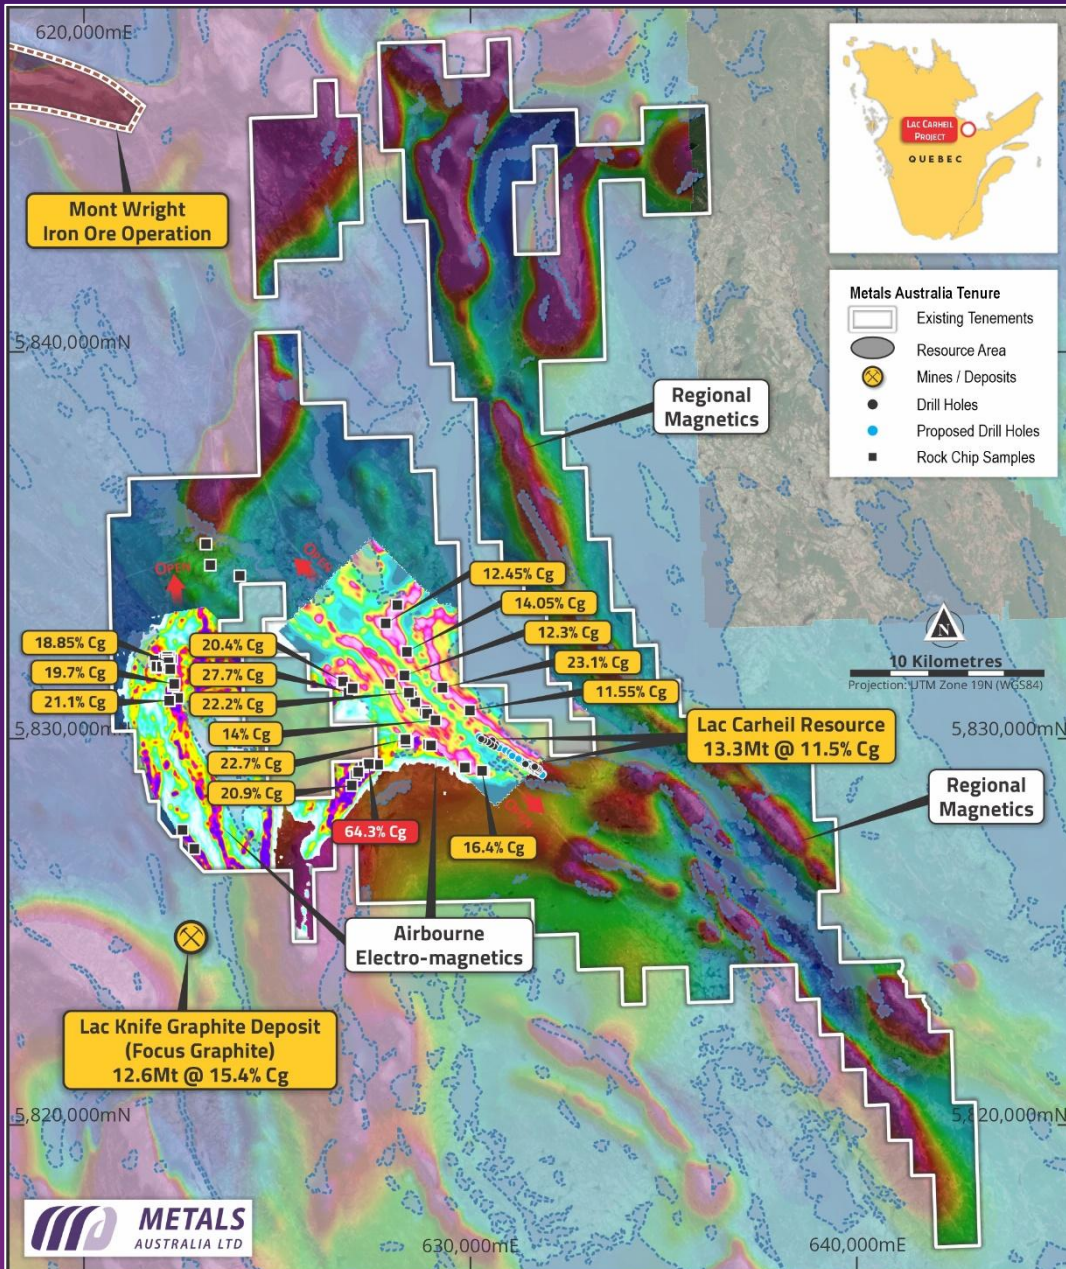 620,000mE
Mont Wright
Iron Ore Operation
LAC CARHEIL
PROJECT
QUEBEC
Metals Australia Tenure
Existing Tenements
Resource Area
Mines / Deposits
Drill Holes
Proposed Drill Holes
Rock Chip Samples
5,840,000mN
Regional
Magnetics
OPEN
OPEN
12.45% Cg
14.05% Cg
12.3% Cg
23.1% Cg
11.55% Cg
18.85% Cg
19.7% Cg
21.1% Cg
20.4% Cg
27.7% Cg
22.2% Cg
14% Cg
22.7% Cg
20.9% Cg
64.3% Cg
16.4% Cg
OPEN
N
10 Kilometres
Projection: UTM Zone 19N (WGS84)
5,830,000mN
5,830,000mN
Lac Carheil Resource
13.3Mt @ 11.5% Cg
Regional
Magnetics
Airbourne
Electro-magnetics
Lac Knife Graphite Deposit
(Focus Graphite)
12.6Mt @ 15.4% Cg
5,820,000mN
5,820,000mN
METALS
AUSTRALIA LTD
630,000mE
640,000mE